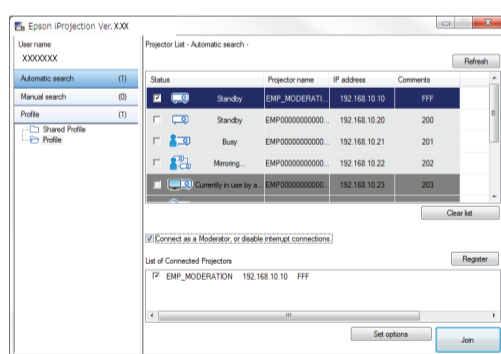 Epson iProjection Ver. X.XX
User name
XXXXXXX
Automatic search (1)
Manual search (0)
Profile (1)
Shared Profile
Profile
Projector List - Automatic search -
Refresh
Status Projector name IP address Comments
Standby EMP_MODERATI... 192.168.10.10 FFF
Standby EMP00000000000... 192.168.10.20 200
Busy EMP00000000000... 192.168.10.21 201
Mirroring... EMP00000000000... 192.168.10.22 202
Currently in use by a... EMP00000000000... 192.168.10.23 203
Clear list
Connect as a Moderator, or disable interrupt connections.
List of Connected Projectors
Register
EMP_MODERATION 192.168.10.10 FFF
Set options
Join